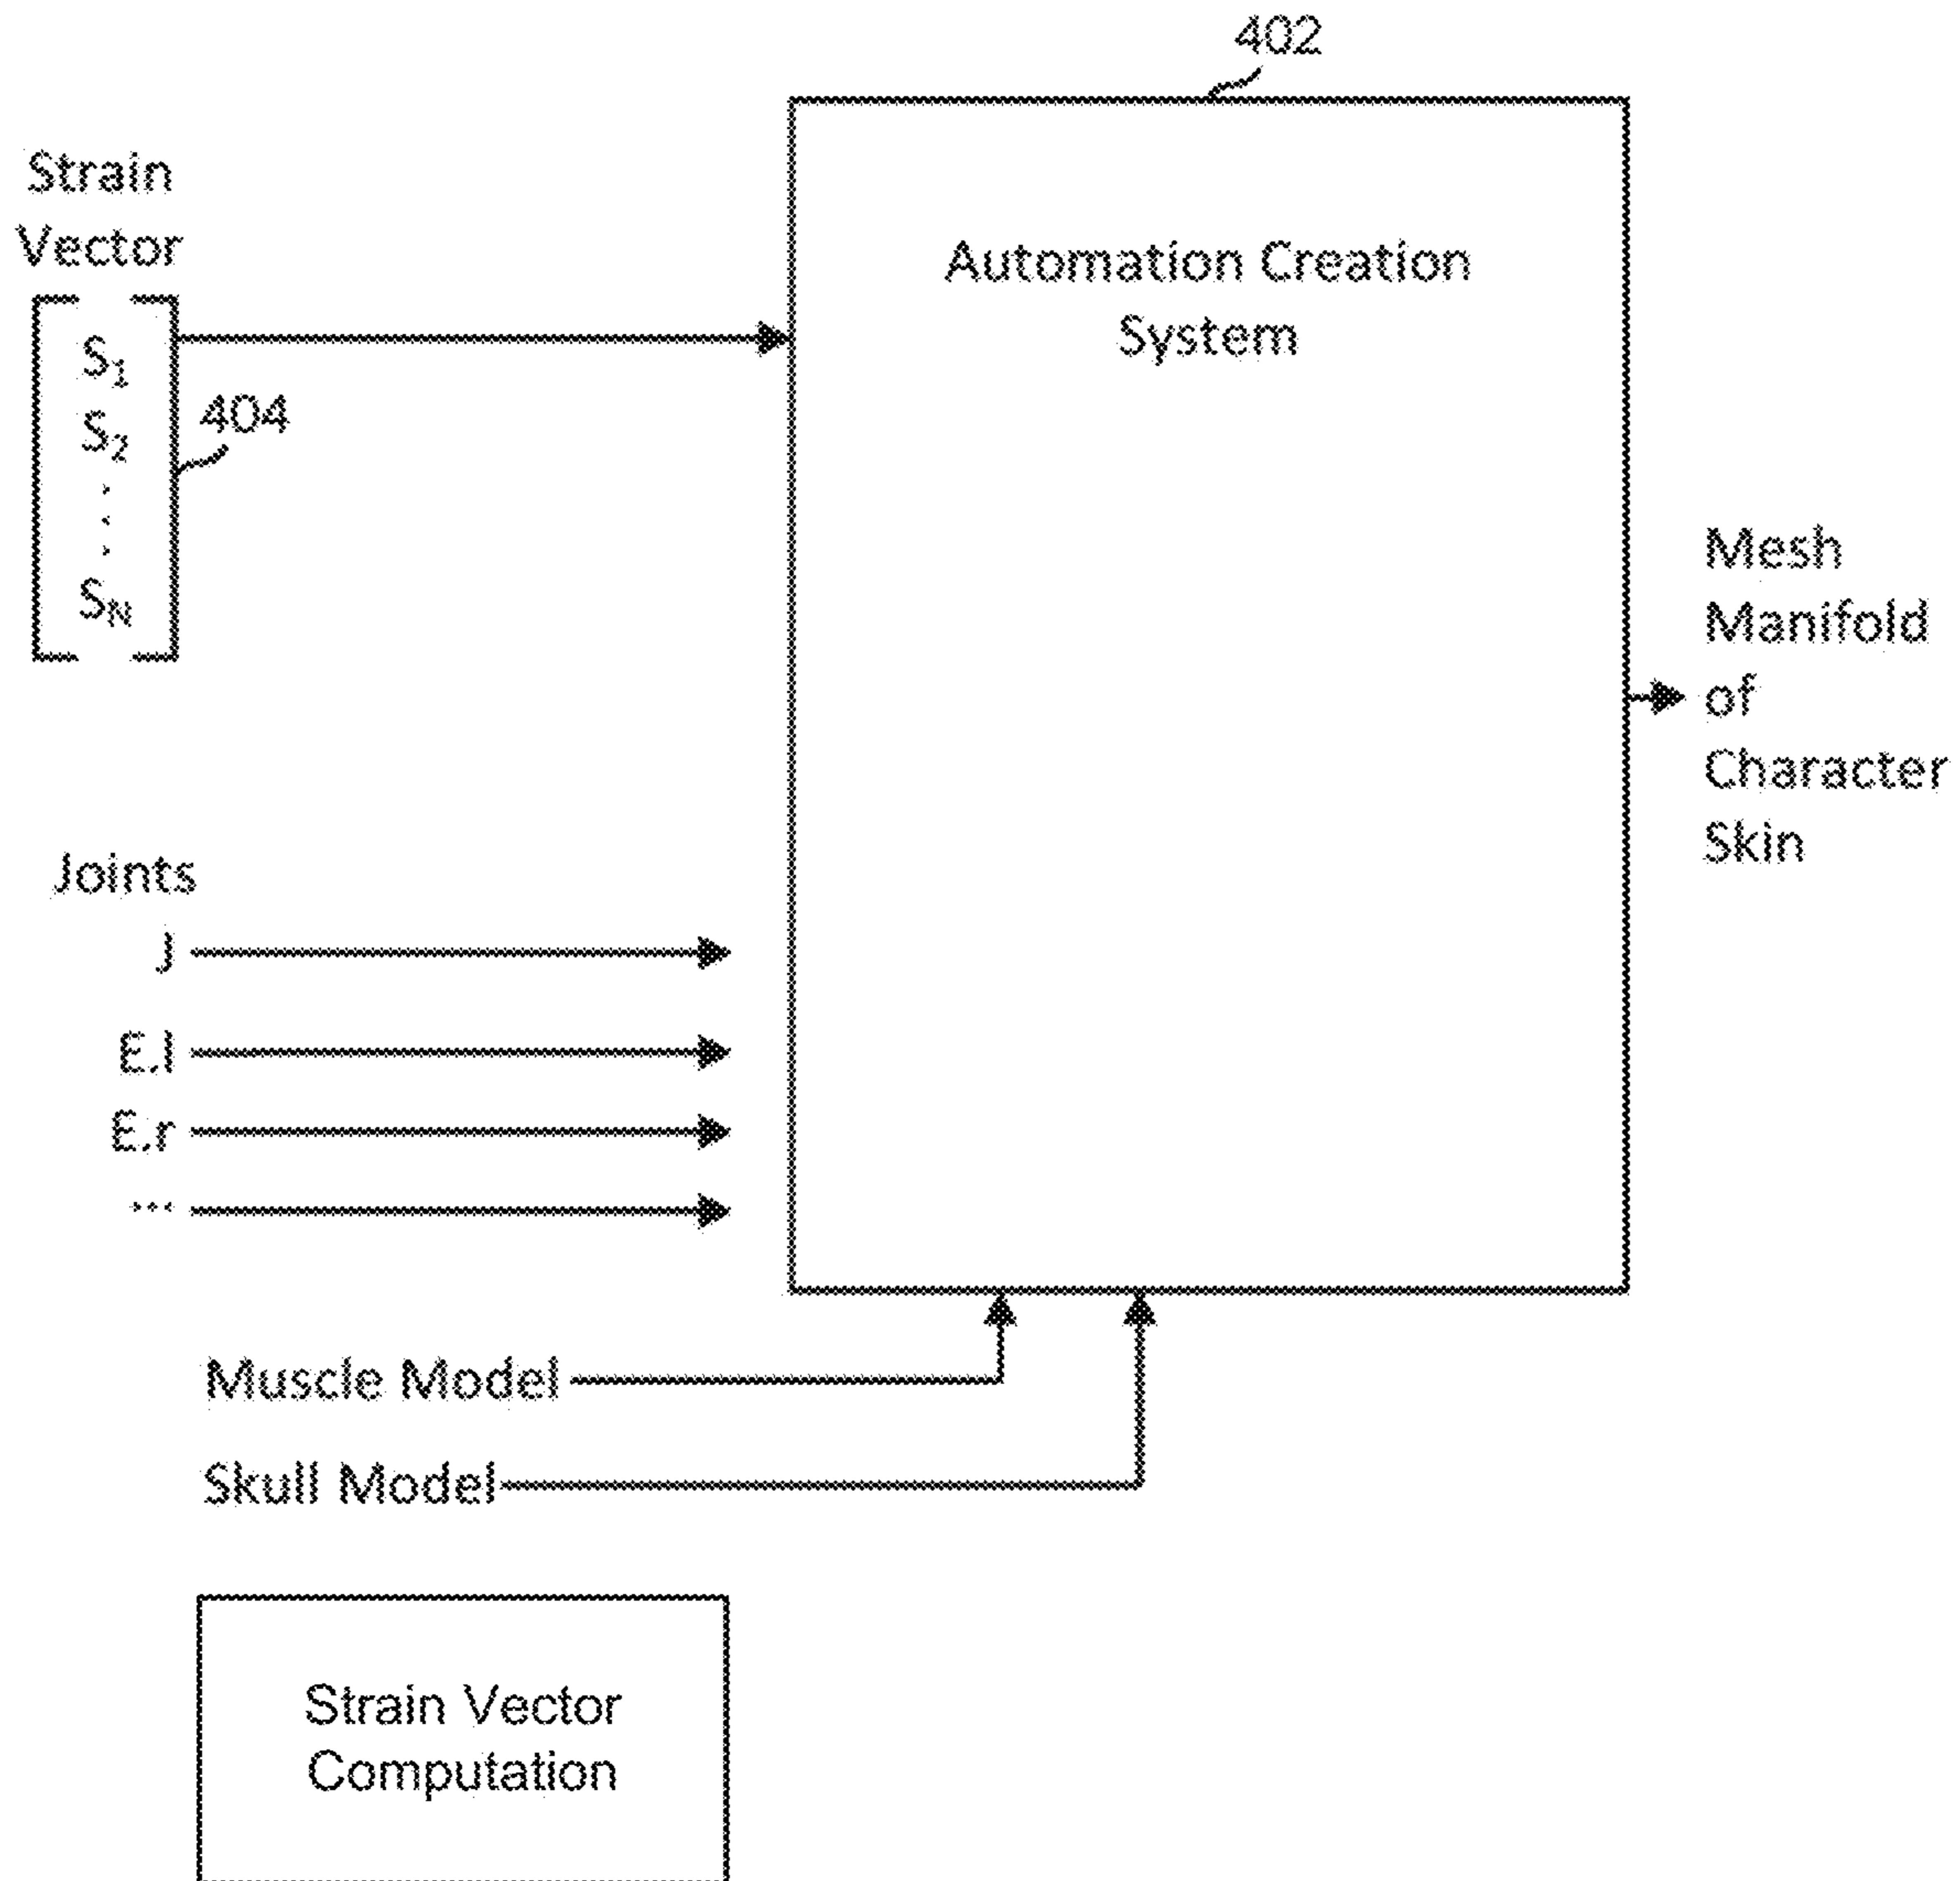 402
Strain
Vector
S1
S2
.
.
.
SN
404
Automation Creation
System
Mesh
Manifold
of
Character
Skin
Joints
J
E.l
E.r
...
Muscle Model
Skull Model
Strain Vector
Computation